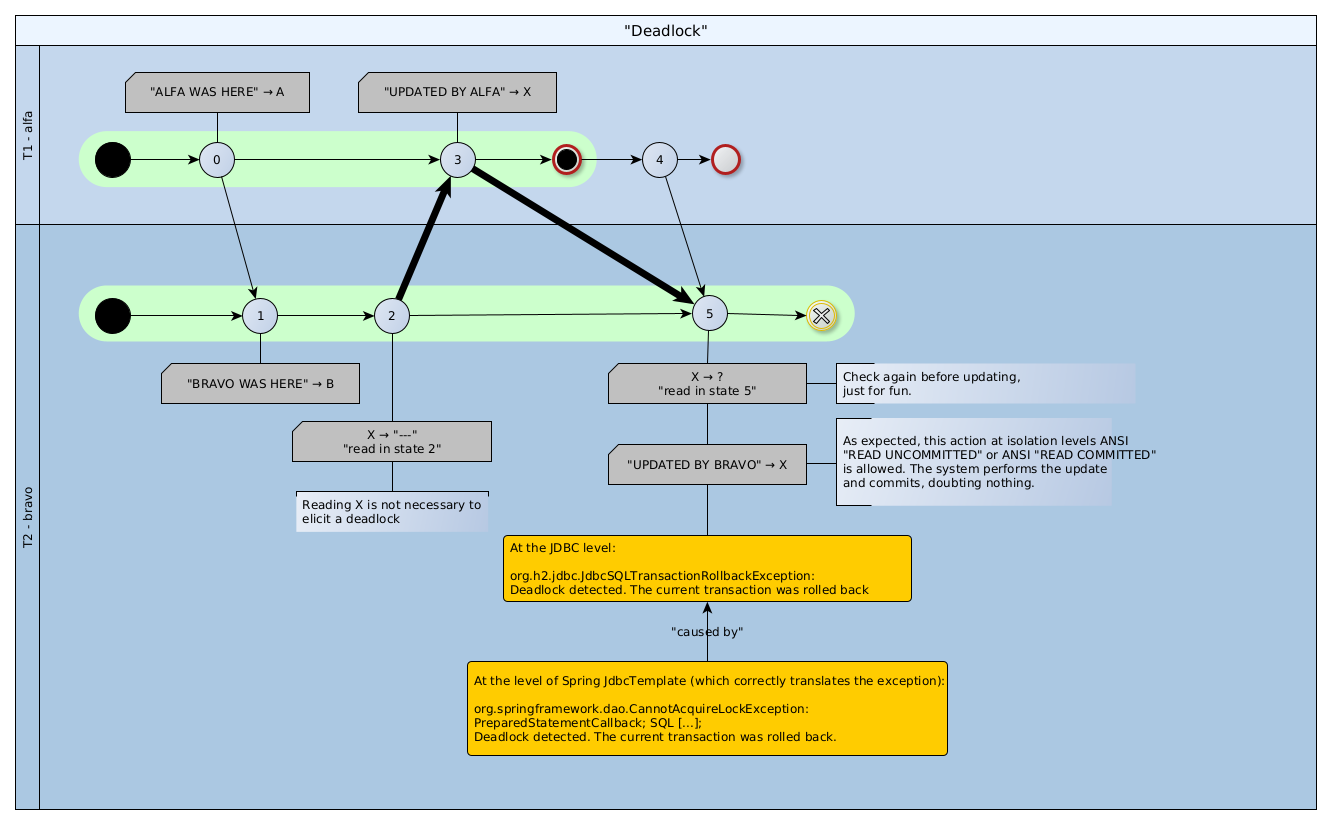 "Deadlock"
T1 - alfa
"ALFA WAS HERE" → A
"UPDATED BY ALFA" → X
0
3
4
T2 - bravo
1
2
5
"BRAVO WAS HERE" → B
X → "---"
"read in state 2"
Reading X is not necessary to
elicit a deadlock
X → ?
"read in state 5"
Check again before updating,
just for fun.
"UPDATED BY BRAVO" → X
As expected, this action at isolation levels ANSI
"READ UNCOMMITTED" or ANSI "READ COMMITTED"
is allowed. The system performs the update
and commits, doubting nothing.
At the JDBC level:
org.h2.jdbc.JdbcSQLTransactionRollbackException:
Deadlock detected. The current transaction was rolled back
"caused by"
At the level of Spring JdbcTemplate (which correctly translates the exception):
org.springframework.dao.CannotAcquireLockException:
PreparedStatementCallback; SQL [...];
Deadlock detected. The current transaction was rolled back.